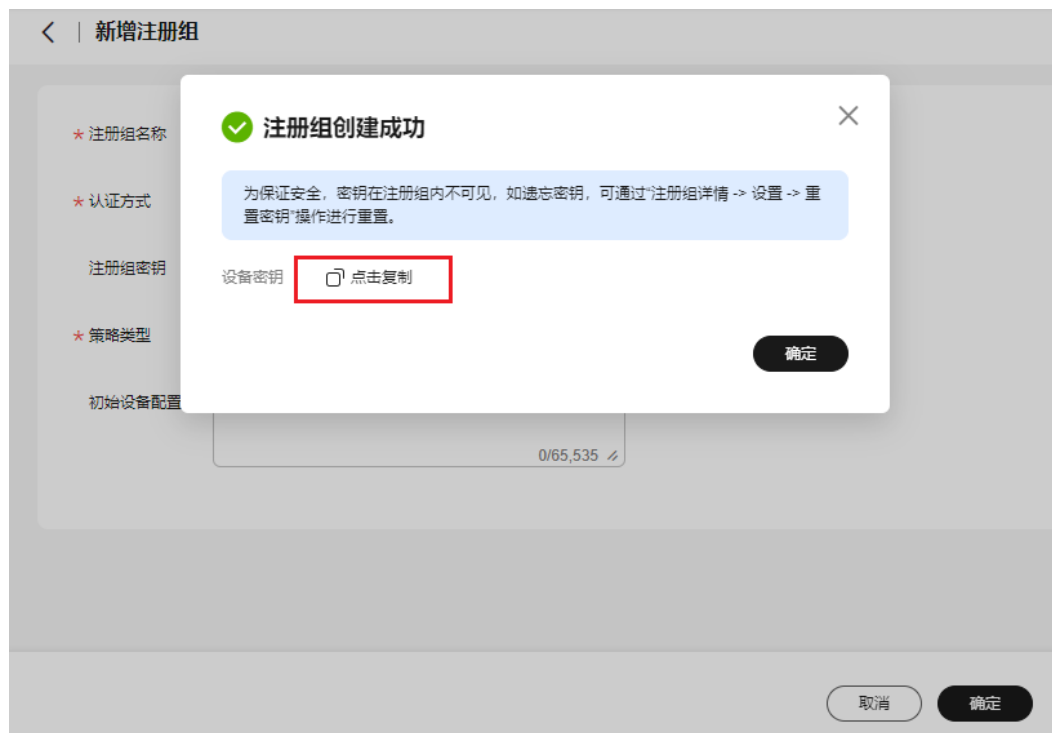 新增注册组
注册组创建成功
为保证安全，密钥在注册组内不可见，如遗忘密钥，可通过“注册组详情 -> 设置 -> 重
置密钥”操作进行重置。
设备密钥 点击复制
确定
* 注册组名称
* 认证方式
注册组密钥
* 策略类型
初始设备配置
0/65,535
取消 确定